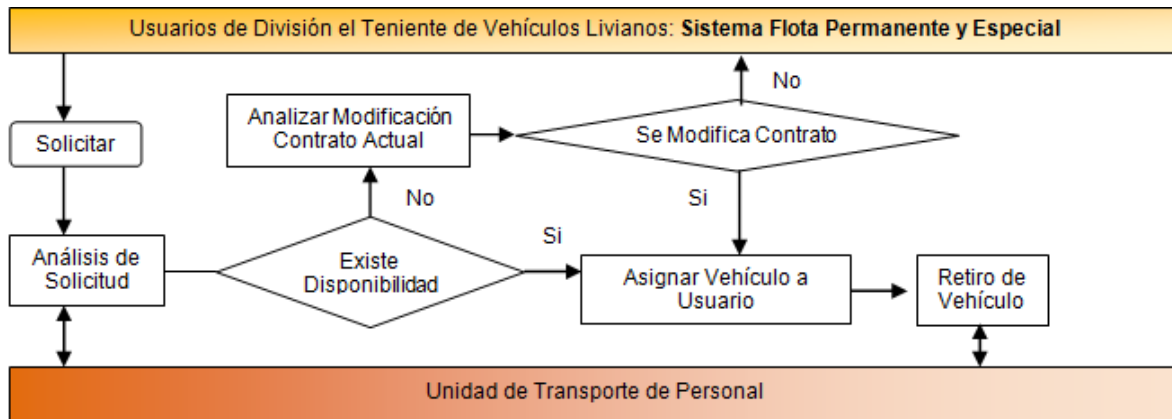 Usuarios de División el Teniente de Vehículos Livianos: Sistema Flota Permanente y Especial
No
Analizar Modificación
Contrato Actual
Se Modifica Contrato
Solicitar
No
Si
Si
Análisis de
Solicitud
Existe
Disponibilidad
Asignar Vehículo a
Usuario
Retiro de
Vehículo
Unidad de Transporte de Personal